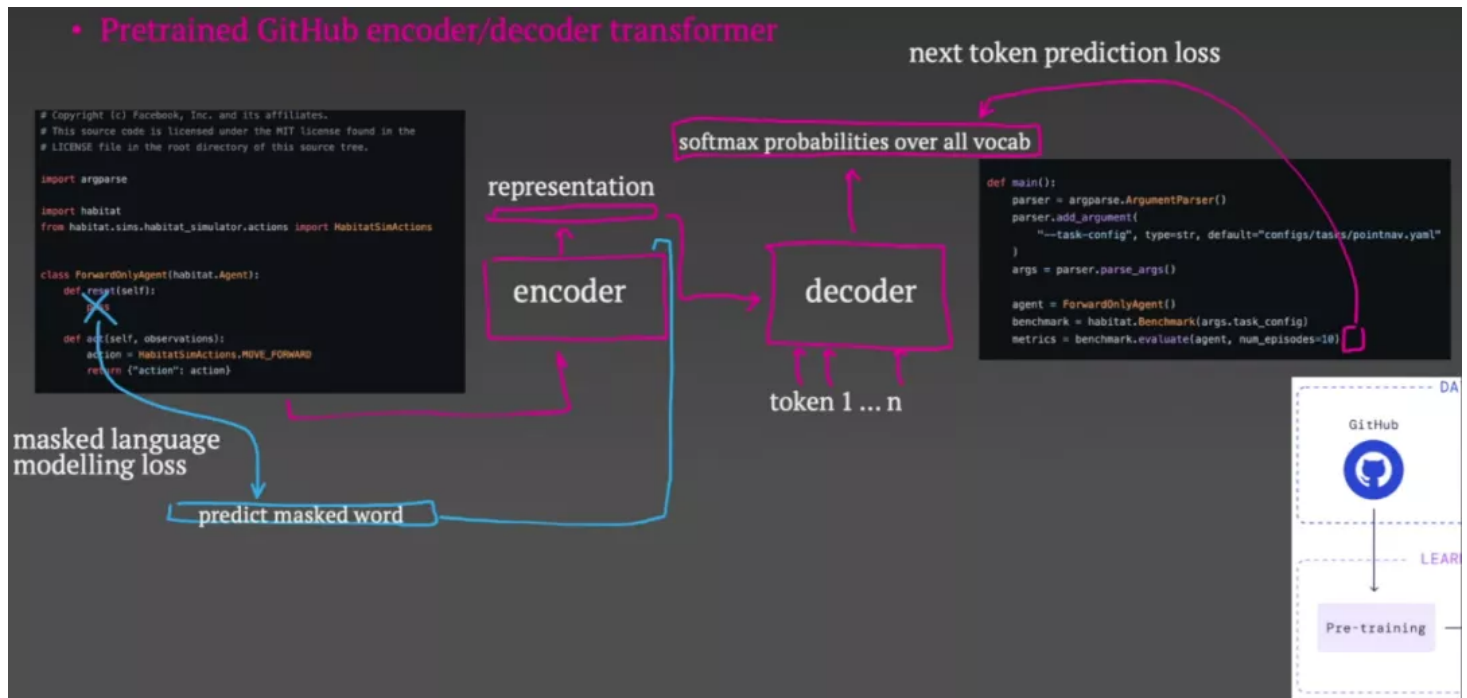 • Pretrained GitHub encoder/decoder transformer
next token prediction loss
# Copyright (c) Facebook, Inc. and its affiliates.
# This source code is licensed under the MIT license found in the
# LICENSE file in the root directory of this source tree.
import argparse
import habitat
from habitat.sims.habitat_simulator.actions import HabitatSimActions
class ForwardOnlyAgent(habitat.Agent):
def reset(self):
pass
def act(self, observations):
action = HabitatSimActions.MOVE_FORWARD
return {"action": action}
representation
encoder
softmax probabilities over all vocab
decoder
token 1 ... n
def main():
parser = argparse.ArgumentParser()
parser.add_argument(
"--task-config", type=str, default="configs/tasks/pointnav.yaml"
)
args = parser.parse_args()
agent = ForwardOnlyAgent()
benchmark = habitat.Benchmark(args.task_config)
metrics = benchmark.evaluate(agent, num_episodes=10)
masked language
modelling loss
predict masked word
DA
GitHub
LEAR
Pre-training